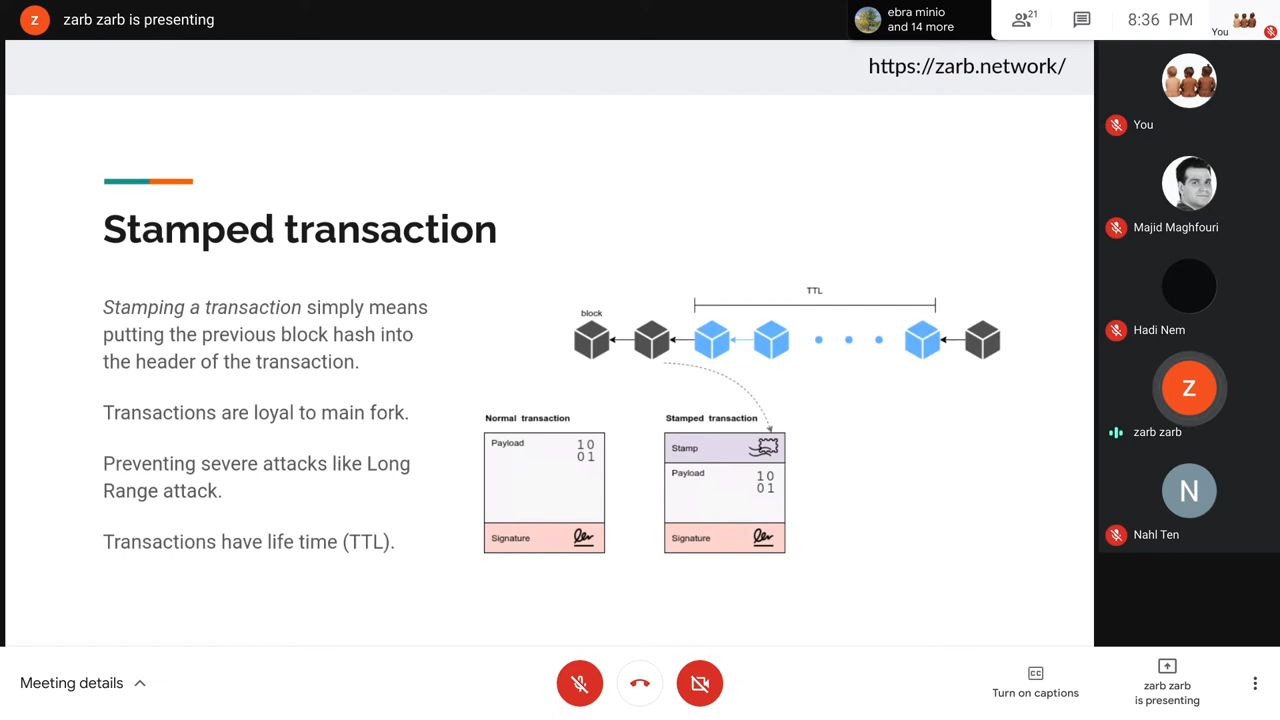 Z
zarb zarb is presenting
ebra minio
and 14 more
21
8:36 PM
You
https://zarb.network/
Stamped transaction
Stamping a transaction simply means
putting the previous block hash into
the header of the transaction.
Transactions are loyal to main fork.
Preventing severe attacks like Long
Range attack.
Transactions have life time (TTL).
TTL
block
Normal transaction
Payload
10
01
Signature
Stamped transaction
Stamp
Payload
10
01
Signature
You
Majid Maghfouri
Hadi Nem
Z
zarb zarb
N
Nahl Ten
Meeting details
CC
Turn on captions
zarb zarb
is presenting